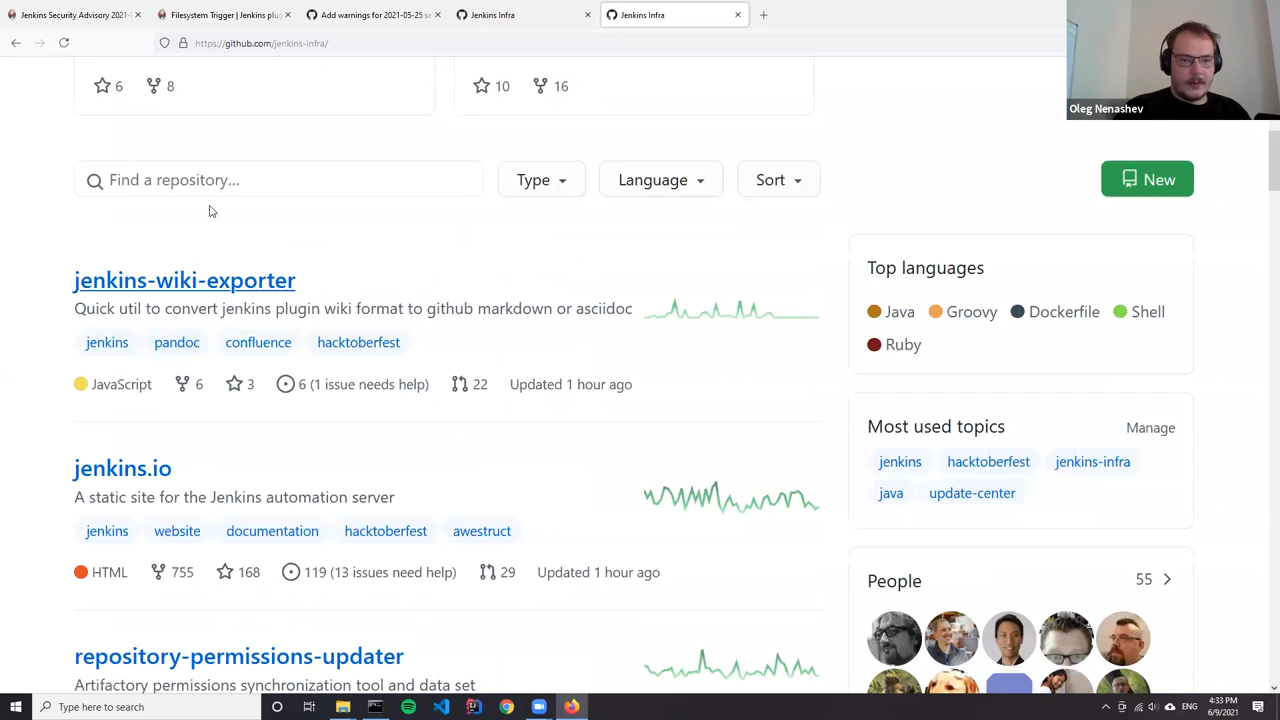 Jenkins Security Advisory 2021-
Filesystem Trigger | Jenkins plug
Add warnings for 2021-05-25 se
Jenkins Infra
Jenkins Infra
https://github.com/jenkins-infra/
Oleg Nenashev
6
8
10
16
Find a repository...
Type
Language
Sort
New
jenkins-wiki-exporter
Quick util to convert jenkins plugin wiki format to github markdown or asciidoc
jenkins pandoc confluence hacktoberfest
JavaScript 6 3 6 (1 issue needs help) 22 Updated 1 hour ago
jenkins.io
A static site for the Jenkins automation server
jenkins website documentation hacktoberfest awestruct
HTML 755 168 119 (13 issues need help) 29 Updated 1 hour ago
repository-permissions-updater
Artifactory permissions synchronization tool and data set
Top languages
Java Groovy Dockerfile Shell
Ruby
Most used topics Manage
jenkins hacktoberfest jenkins-infra
java update-center
People 55
Type here to search
ENG
4:33 PM
6/9/2021